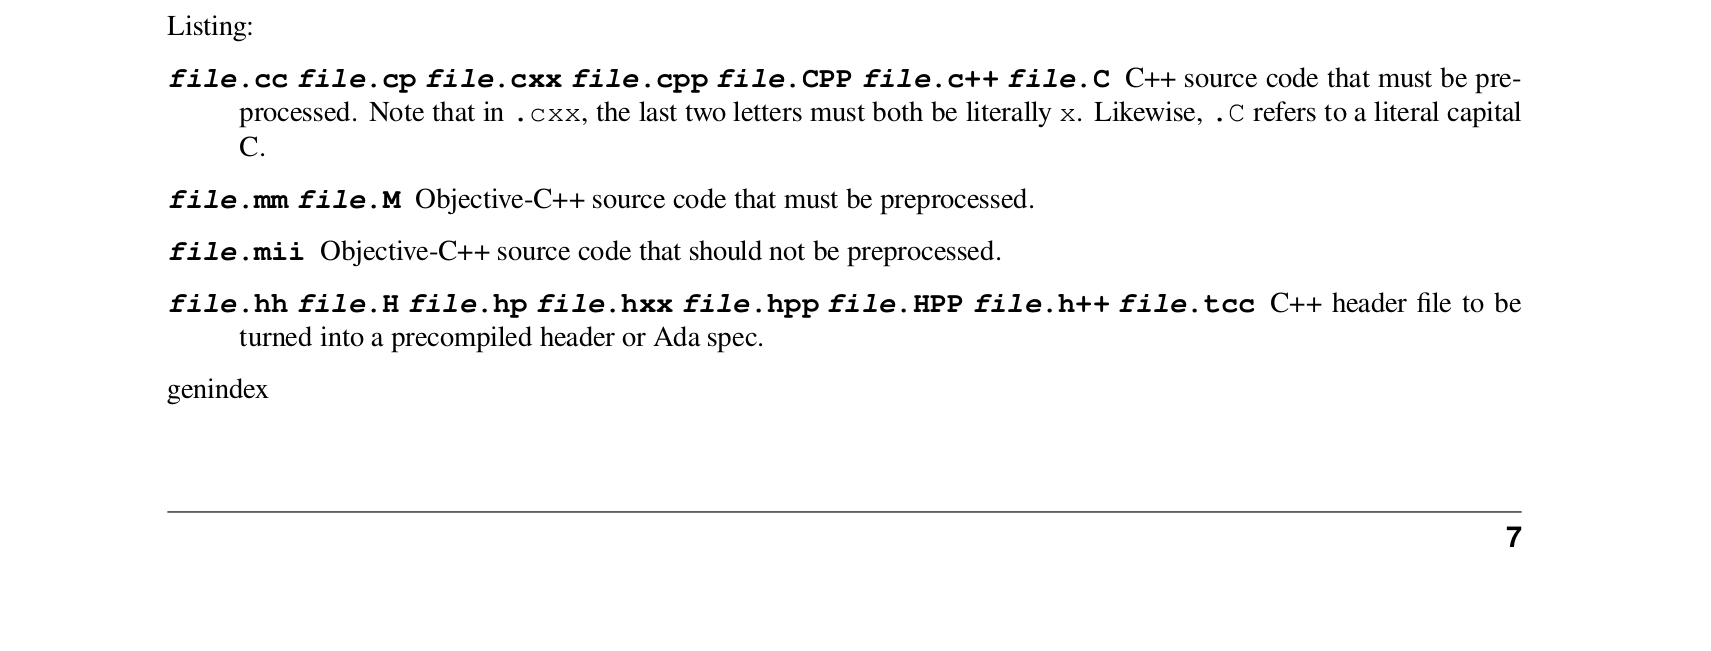 Listing:
file.cc file.cp file.cxx file.cpp file.CPP file.c++ file.C C++ source code that must be pre-
processed. Note that in .cxx, the last two letters must both be literally x. Likewise, .C refers to a literal capital
C.
file.mm file.M Objective-C++ source code that must be preprocessed.
file.mii Objective-C++ source code that should not be preprocessed.
file.hh file.H file.hp file.hxx file.hpp file.HPP file.h++ file.tcc C++ header file to be
turned into a precompiled header or Ada spec.
genindex
7